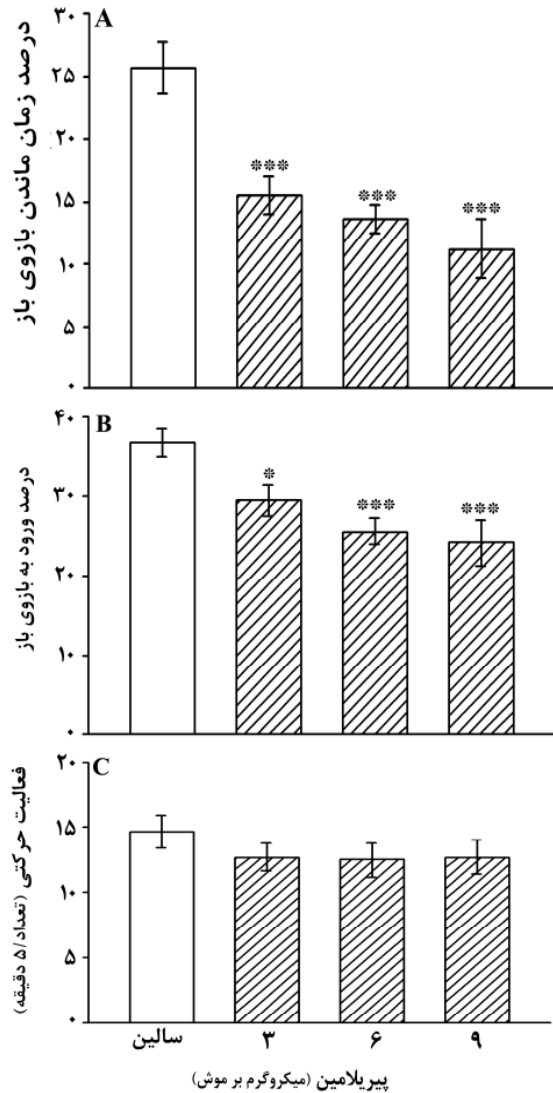 A
درصد زمان ماندن بازوی باز
۳۰
۲۵
۲۰
۱۵
۱۰
۵
۰
***
***
***
B
درصد ورود به بازوی باز
۴۰
۳۰
۲۰
۱۰
۰
*
***
***
C
فعالیت حرکتی (تعداد/۵ دقیقه)
۲۰
۱۵
۱۰
۵
۰
سالین ۳ ۶ ۹
پیریلامین (میکروگرم بر موش)